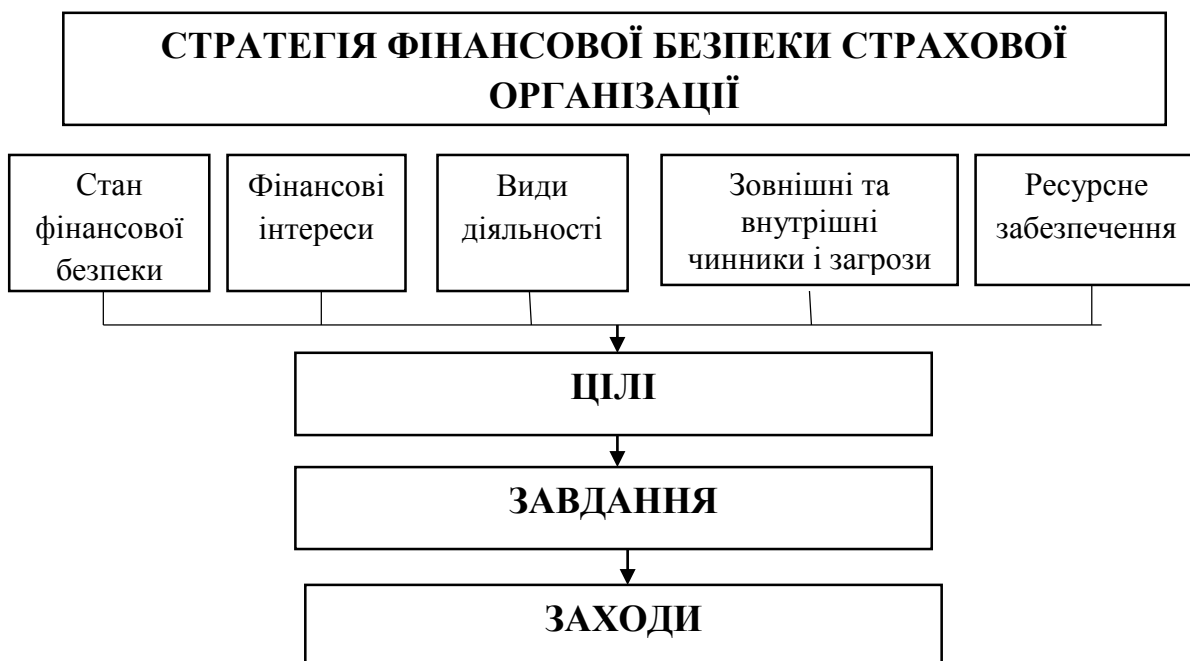 СТРАТЕГІЯ ФІНАНСОВОЇ БЕЗПЕКИ СТРАХОВОЇ
ОРГАНІЗАЦІЇ
Стан
фінансової
безпеки
Фінансові
інтереси
Види
діяльності
Зовнішні та
внутрішні
чинники і загрози
Ресурсне
забезпечення
ЦІЛІ
ЗАВДАННЯ
ЗАХОДИ